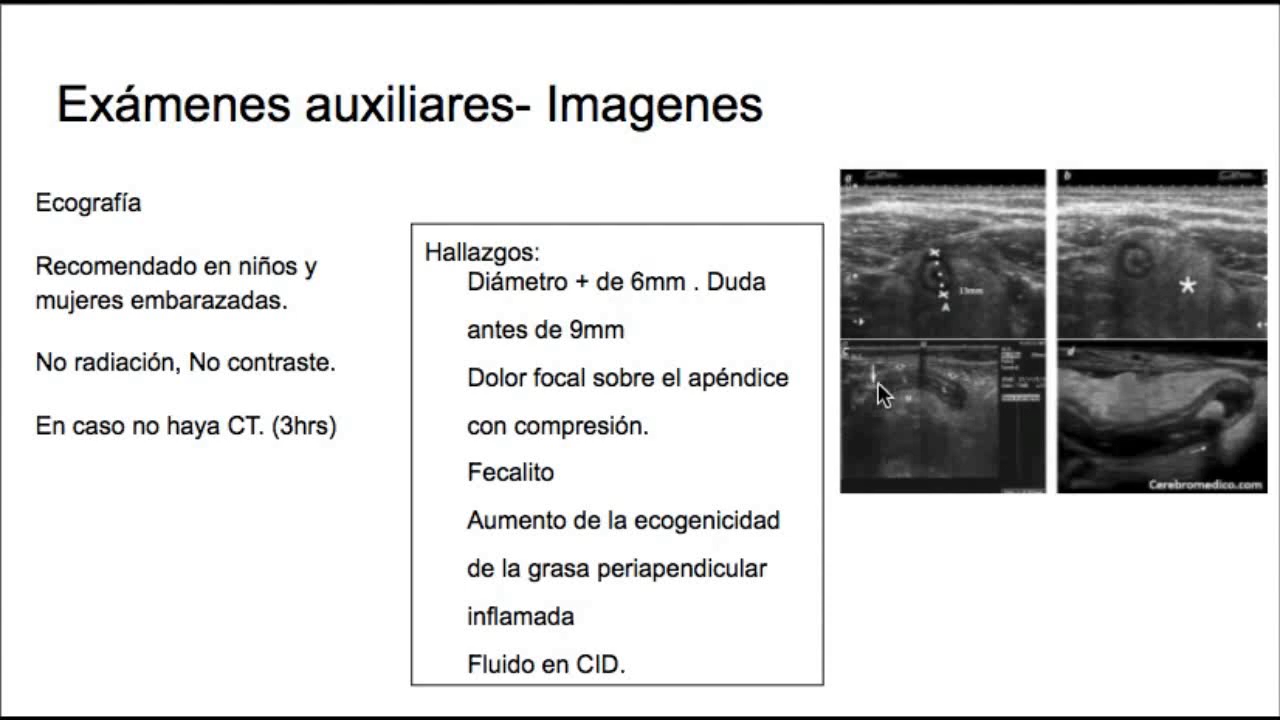 Exámenes auxiliares- Imagenes
Ecografía
Recomendado en niños y
mujeres embarazadas.
No radiación, No contraste.
En caso no haya CT. (3hrs)
Hallazgos:
Diámetro + de 6mm . Duda
antes de 9mm
Dolor focal sobre el apéndice
con compresión.
Fecalito
Aumento de la ecogenicidad
de la grasa periapendicular
inflamada
Fluido en CID.
a
13mm
A
b
c
d
Cerebromedico.com